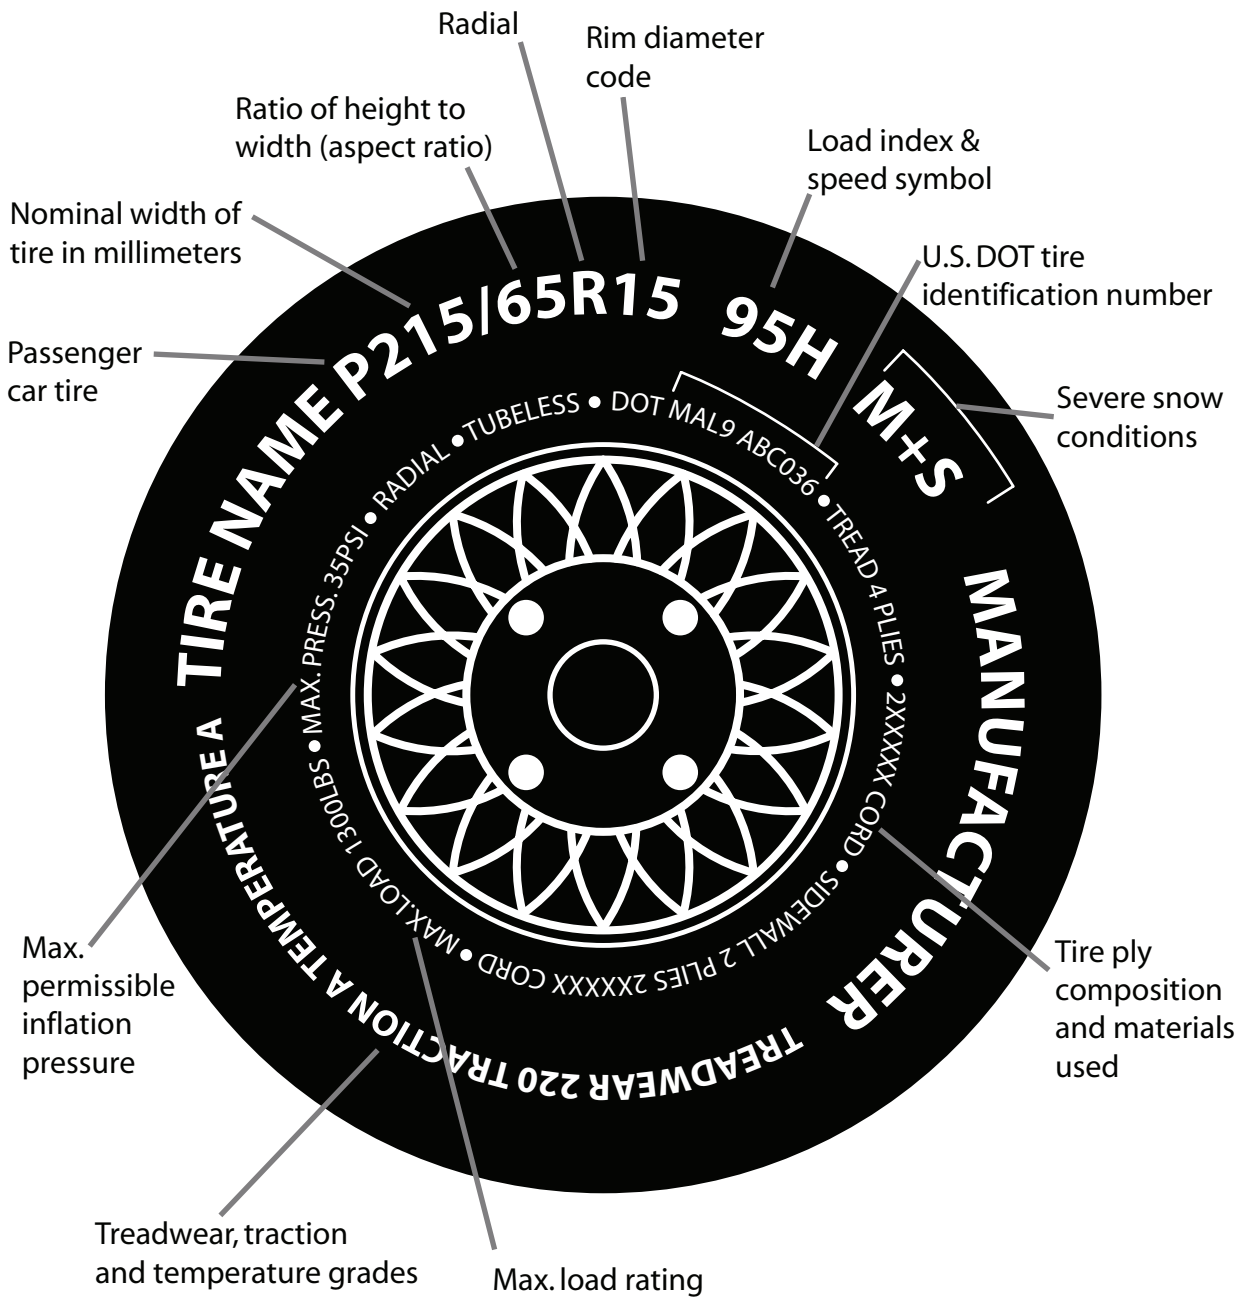 Radial
Rim diameter
code
Ratio of height to
width (aspect ratio)
Load index &
speed symbol
Nominal width of
tire in millimeters
U.S. DOT tire
identification number
Passenger
car tire
Severe snow
conditions
TIRE NAME P215/65R15 95H M+S MANUFACTURER
TREADWEAR 220 TRACTION A TEMPERATURE A
MAX. PRESS. 35PSI • RADIAL • TUBELESS • DOT MAL9 ABC036 • TREAD 4 PLIES • 2XXXXX CORD • SIDEWALL 2 PLIES 2XXXXX CORD • MAX.LOAD 1300LBS •
Max.
permissible
inflation
pressure
Tire ply
composition
and materials
used
Treadwear, traction
and temperature grades
Max. load rating